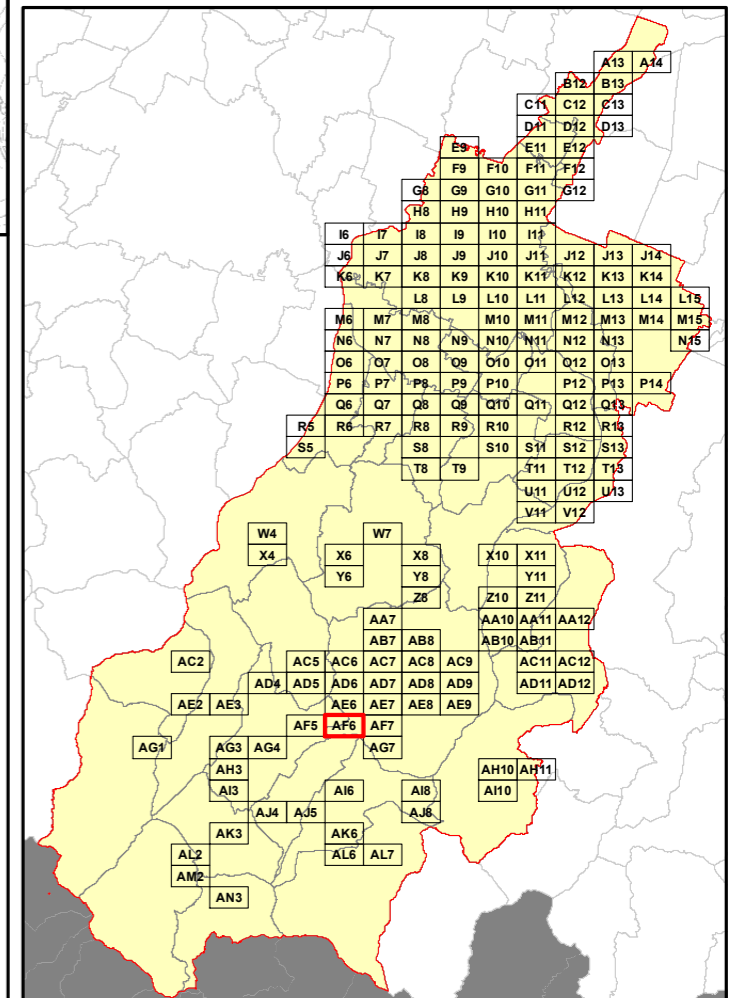 A13 A14
B12 B13
C11 C12 C13
D11 D12 D13
E9 E11 E12
F9 F10 F11 F12
G8 G9 G10 G11 G12
H8 H9 H10 H11
I6 I7 I8 I9 I10 I11
J6 J7 J8 J9 J10 J11 J12 J13 J14
K6 K7 K8 K9 K10 K11 K12 K13 K14
L8 L9 L10 L11 L12 L13 L14 L15
M6 M7 M8 M10 M11 M12 M13 M14 M15
N6 N7 N8 N9 N10 N11 N12 N13 N15
O6 O7 O8 O9 O10 O11 O12 O13
P6 P7 P8 P9 P10 P12 P13 P14
Q6 Q7 Q8 Q9 Q10 Q11 Q12 Q13
R5 R6 R7 R8 R9 R10 R12 R13
S5 S8 S10 S11 S12 S13
T8 T9 T11 T12 T13
U11 U12 U13
V11 V12
W4 W7
X4 X6 X8 X10 X11
Y6 Y8 Y11
Z8 Z10 Z11
AA7 AA10 AA11 AA12
AB7 AB8 AB10 AB11
AC2 AC5 AC6 AC7 AC8 AC9 AC11 AC12
AD4 AD5 AD6 AD7 AD8 AD9 AD11 AD12
AE2 AE3 AE6 AE7 AE8 AE9
AF5 AF6 AF7
AG1 AG3 AG4 AG7
AH3 AH10 AH11
AI3 AI6 AI8 AI10
AJ4 AJ5 AJ8
AK3 AK6
AL2 AL6 AL7
AM2
AN3